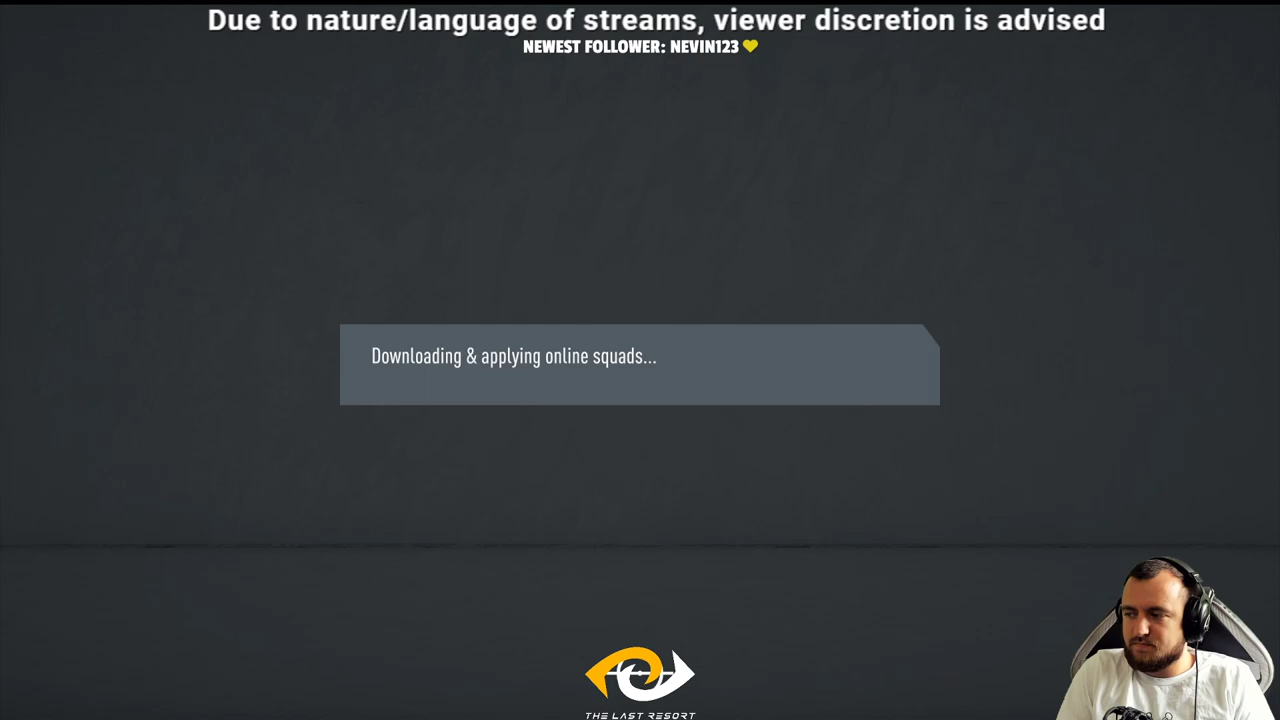 Due to nature/language of streams, viewer discretion is advised
NEWEST FOLLOWER: NEVIN123
Downloading & applying online squads...
THE LAST RESORT